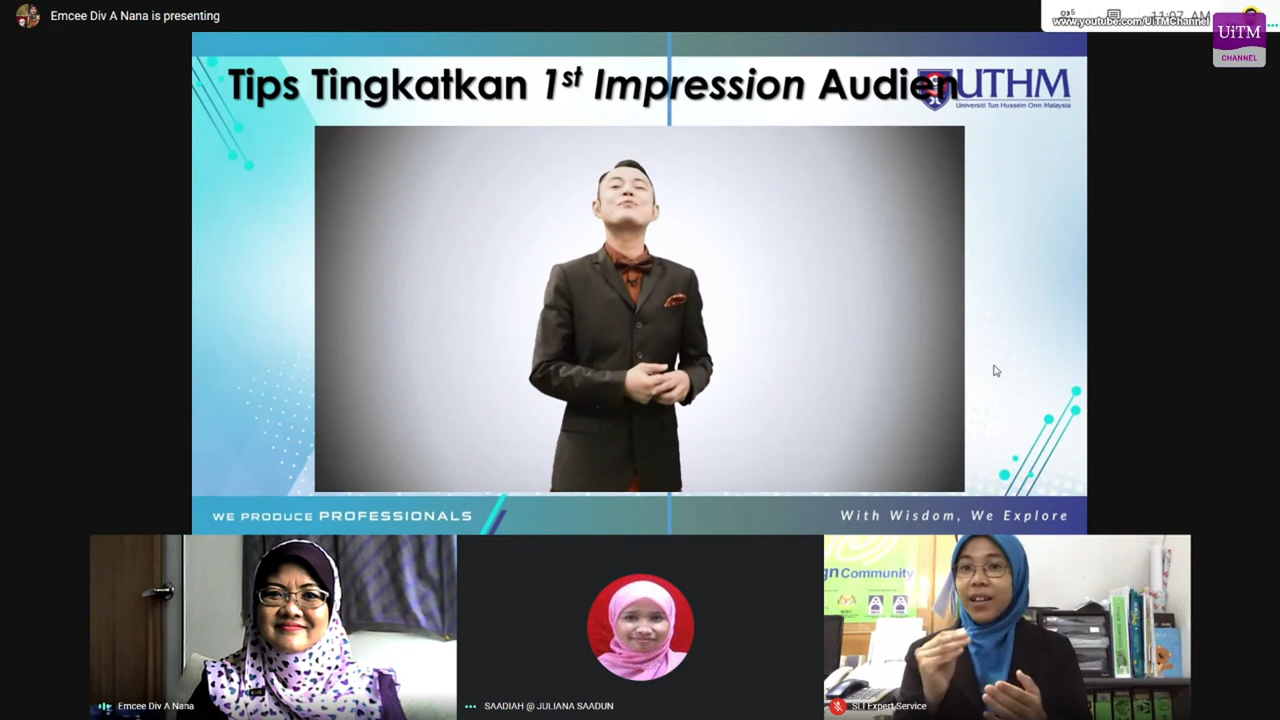 Emcee Div A Nana is presenting
www.youtube.com/UiTMChannel
UiTM
CHANNEL
Tips Tingkatkan 1st Impression Audien
UTHM
Universiti Tun Hussein Onn Malaysia
WE PRODUCE PROFESSIONALS
With Wisdom, We Explore
gn Community
Emcee Div A Nana
SAADIAH @ JULIANA SAADUN
SLI Expert Service